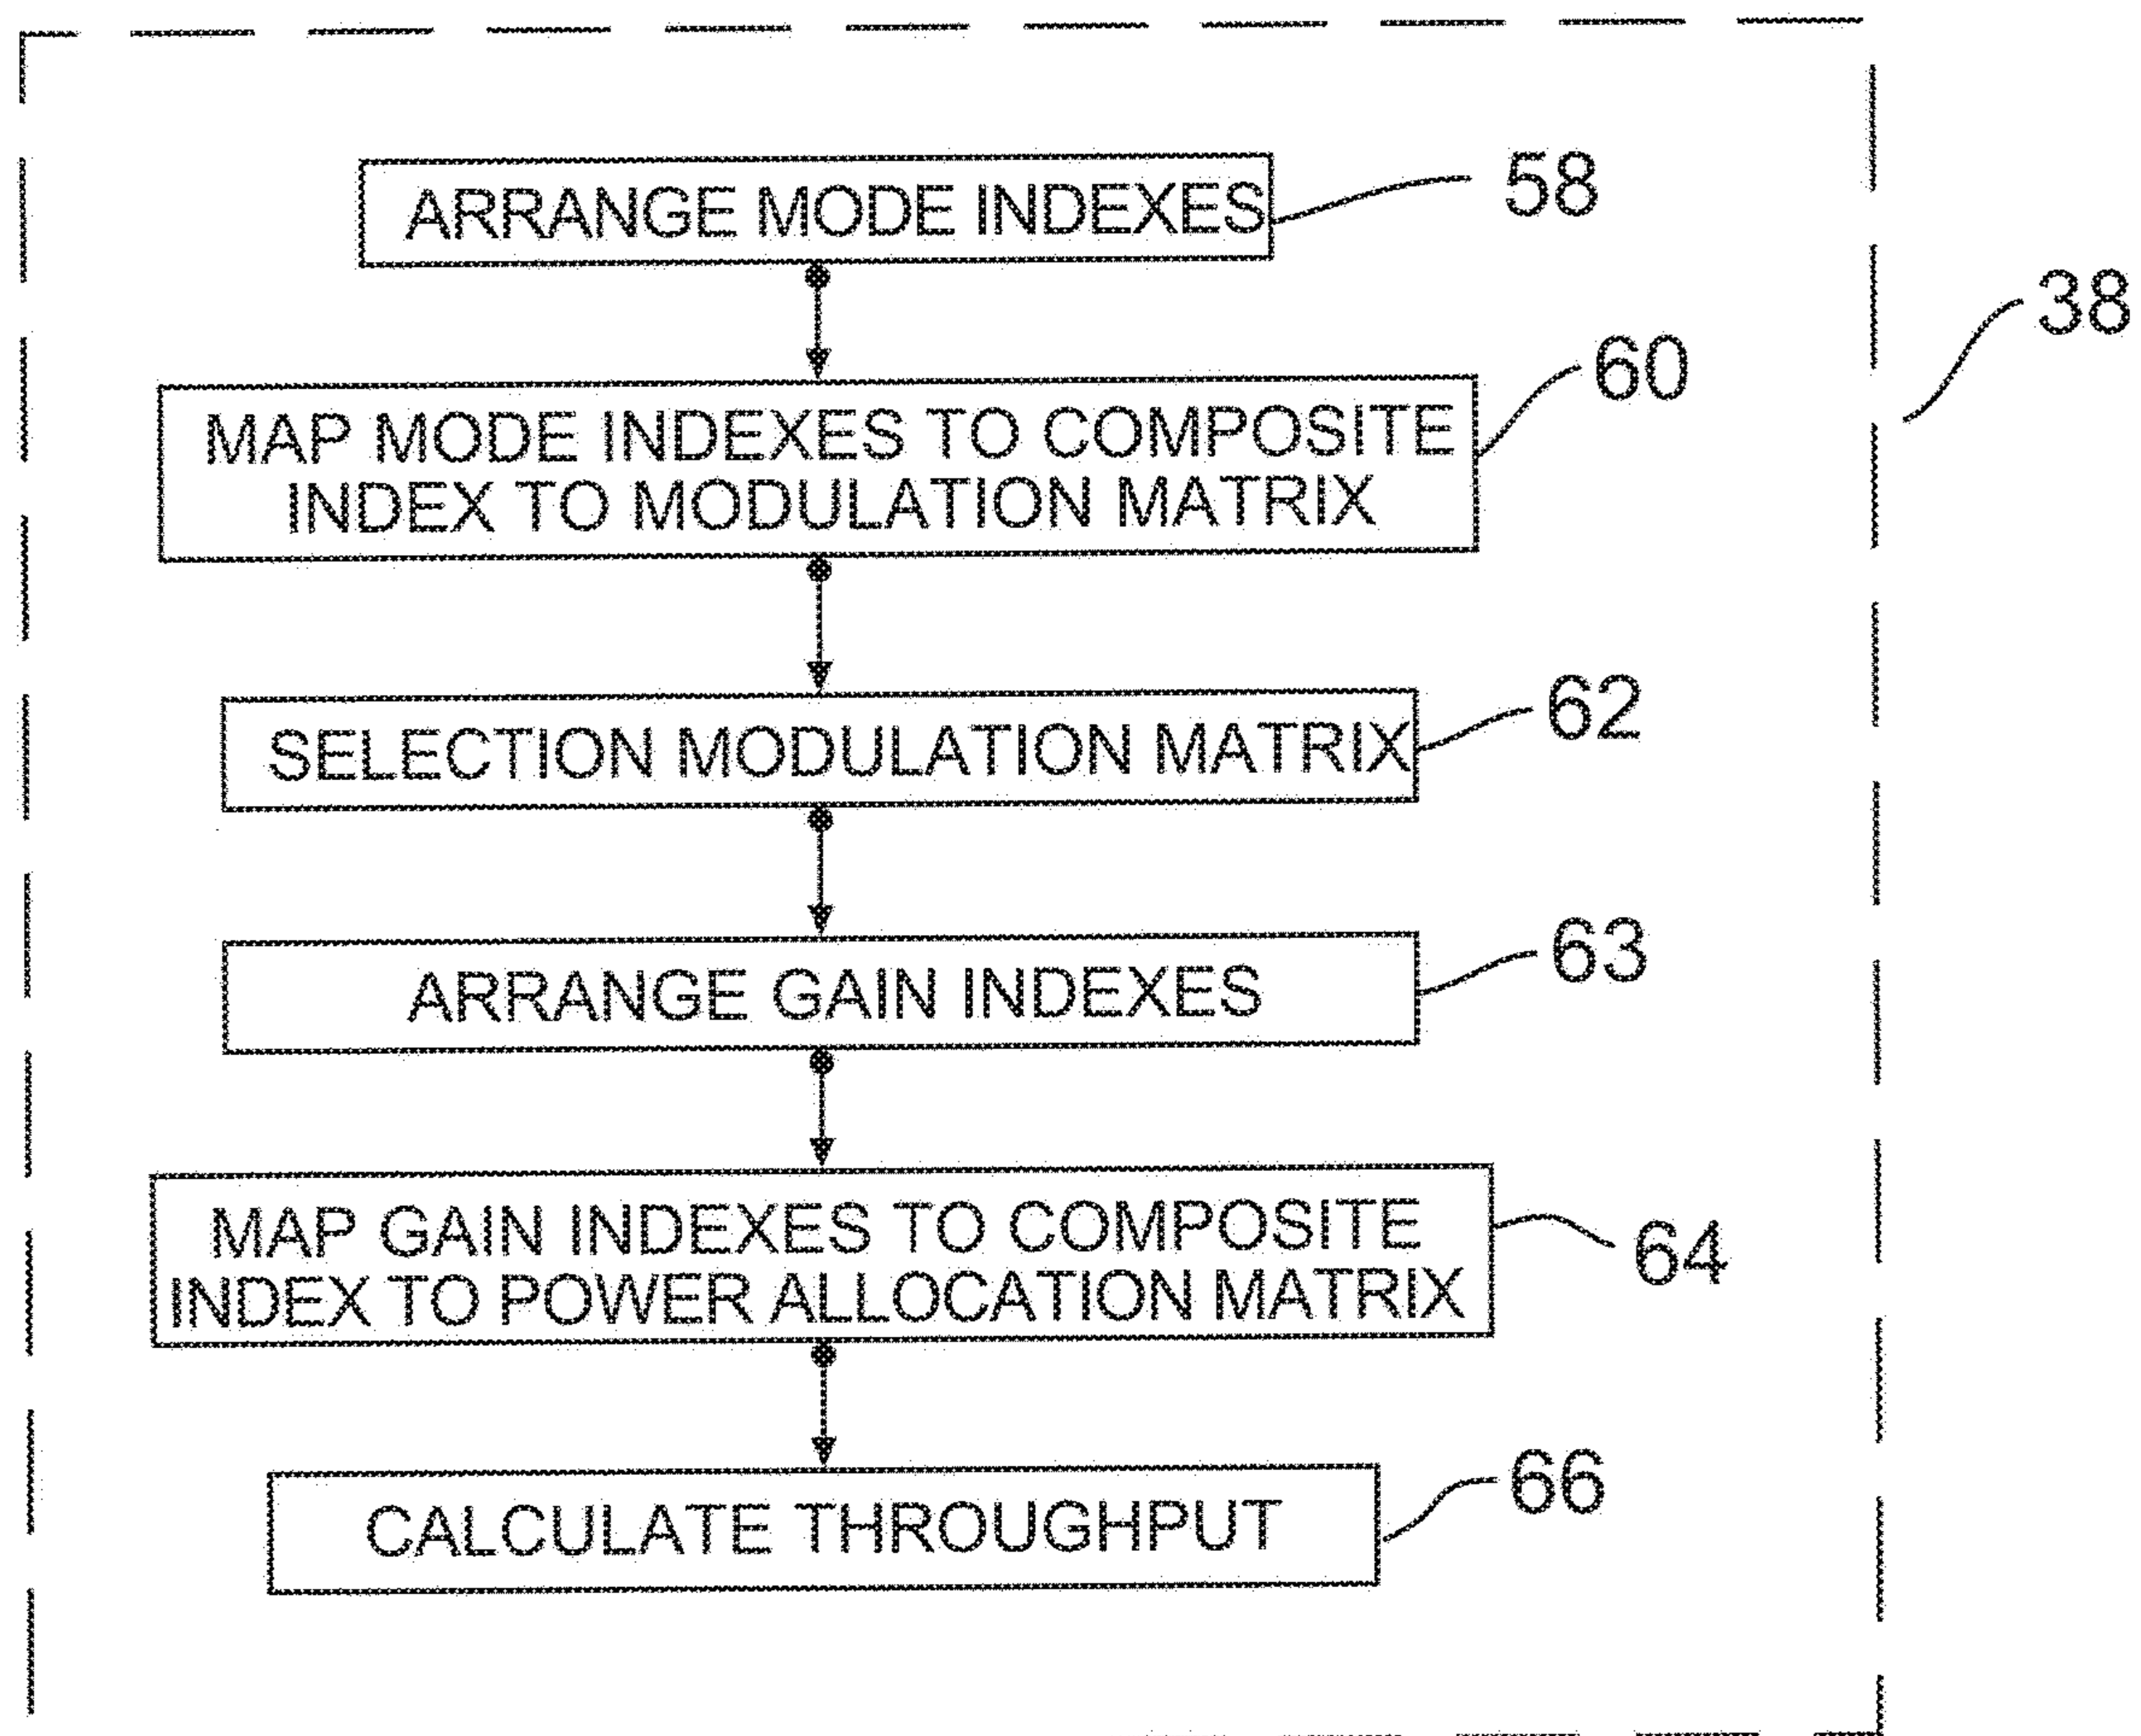 ARRANGE MODE INDEXES
58
38
MAP MODE INDEXES TO COMPOSITE
INDEX TO MODULATION MATRIX
60
SELECTION MODULATION MATRIX
62
ARRANGE GAIN INDEXES
63
MAP GAIN INDEXES TO COMPOSITE
INDEX TO POWER ALLOCATION MATRIX
64
CALCULATE THROUGHPUT
66